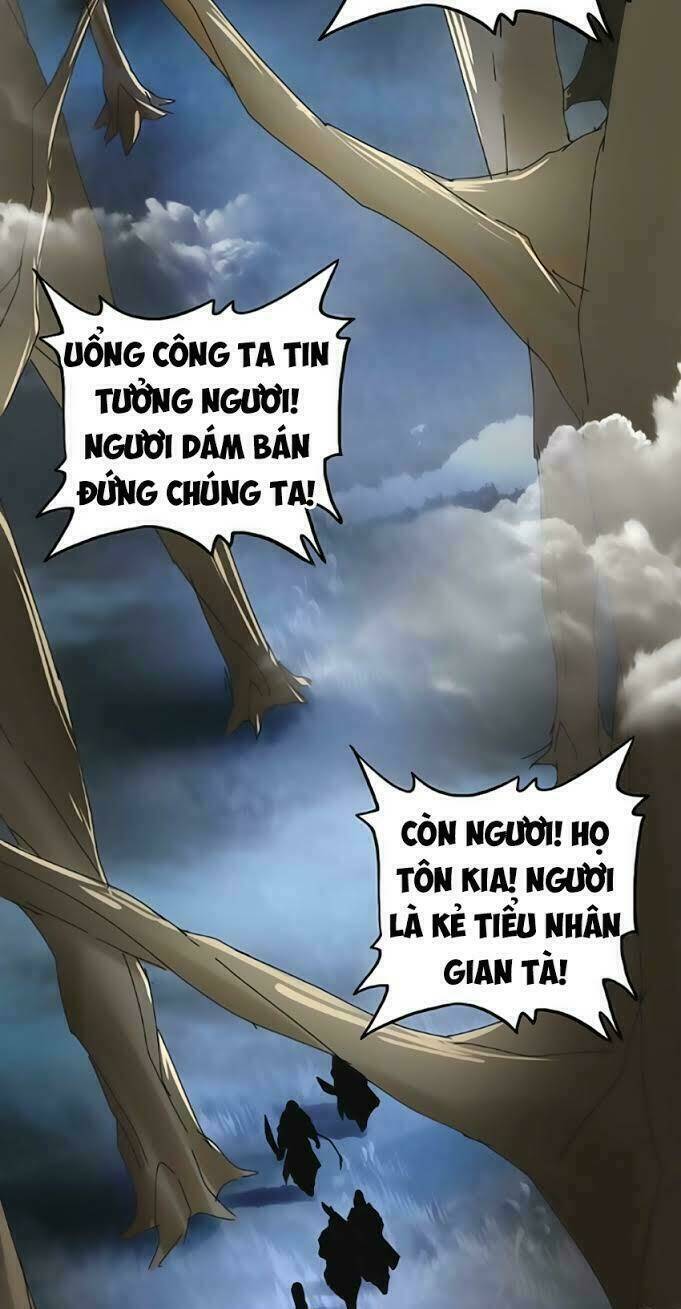 UỔNG CÔNG TA TIN
TƯỞNG NGƯƠI!
NGƯƠI DÁM BÁN
ĐỨNG CHÚNG TA!
CÒN NGƯƠI! HỌ
TÔN KIA! NGƯƠI
LÀ KẺ TIỂU NHÂN
GIAN TÀ!